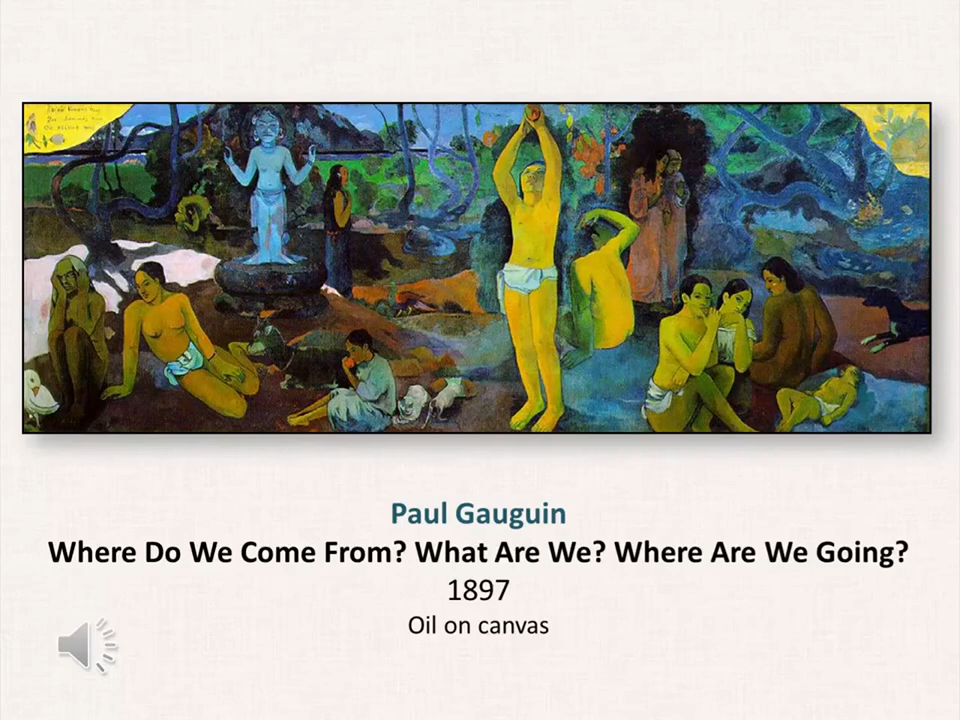 Paul Gauguin
Where Do We Come From? What Are We? Where Are We Going?
1897
Oil on canvas